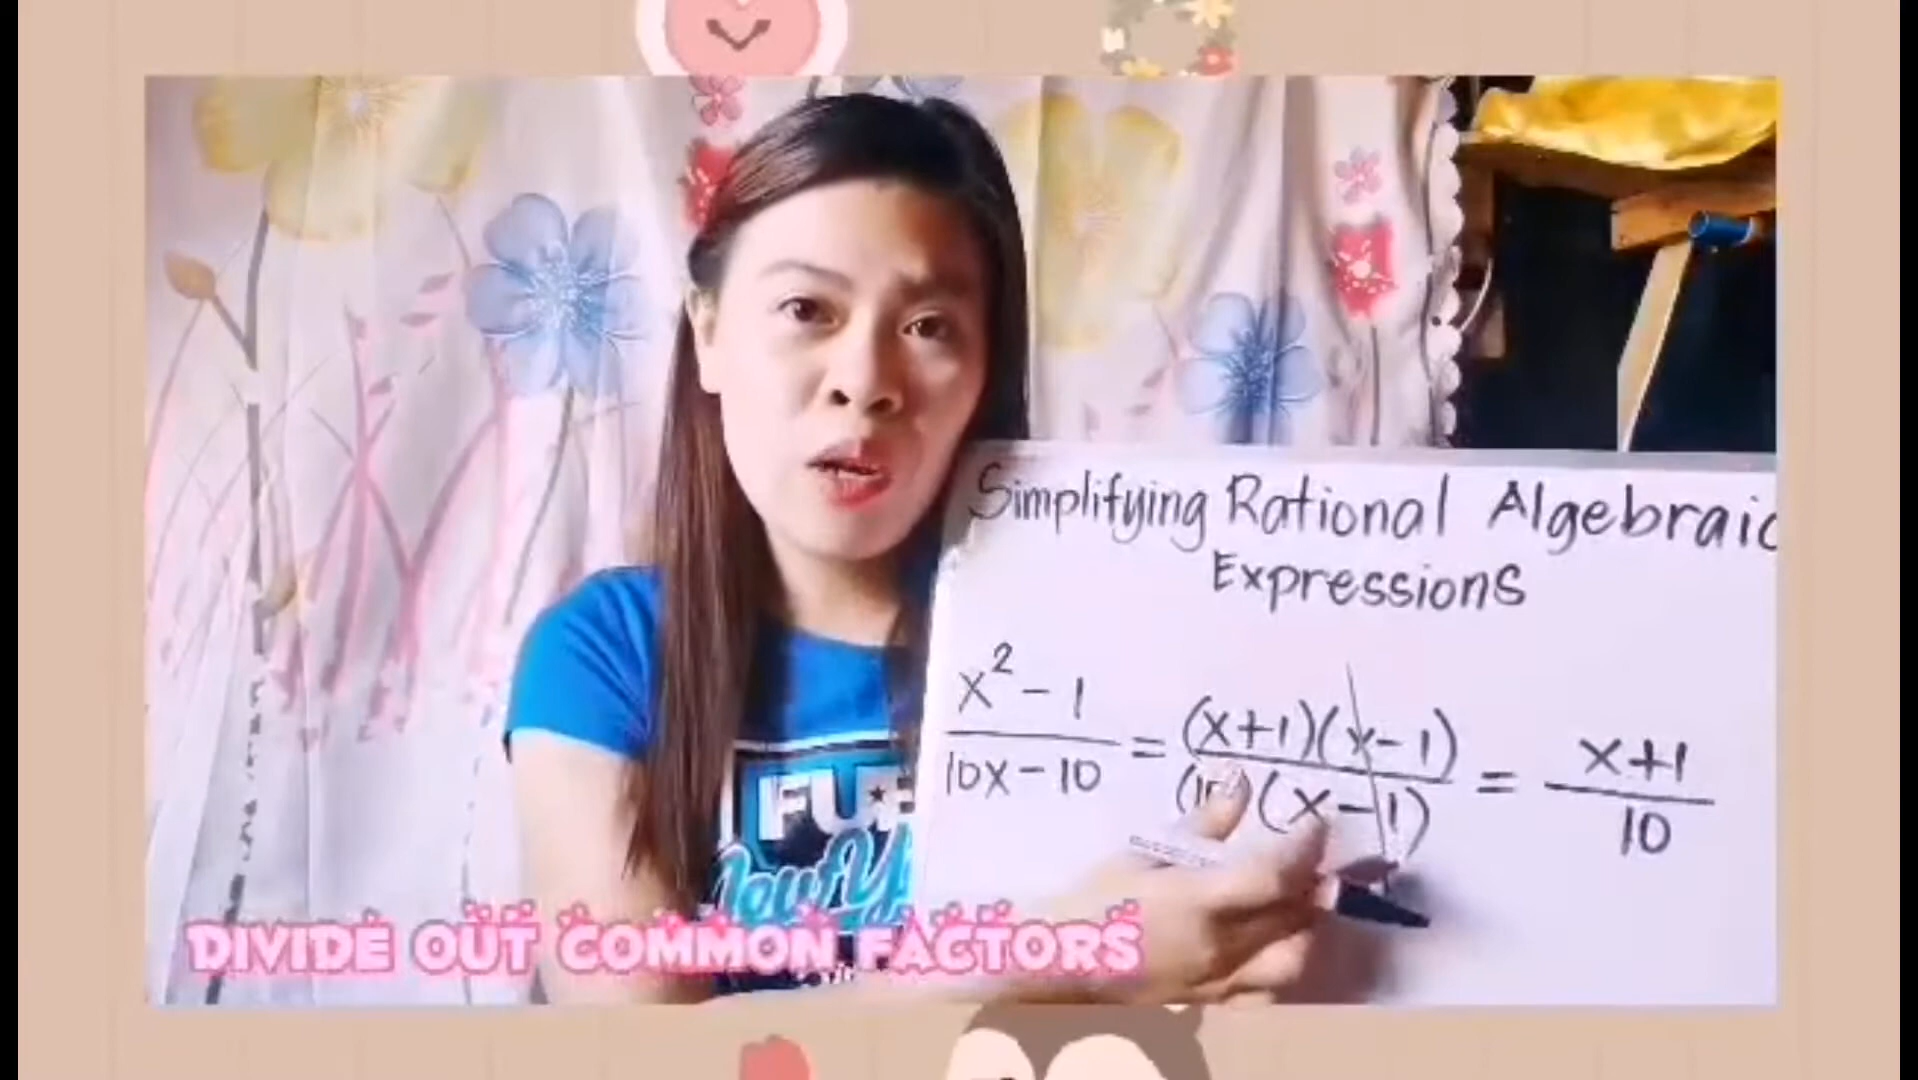 Simplifying Rational Algebraic
Expressions
x² - 1 / 10x - 10 = (x+1)(x-1) / (10)(x-1) = x+1 / 10
DIVIDE OUT COMMON FACTORS